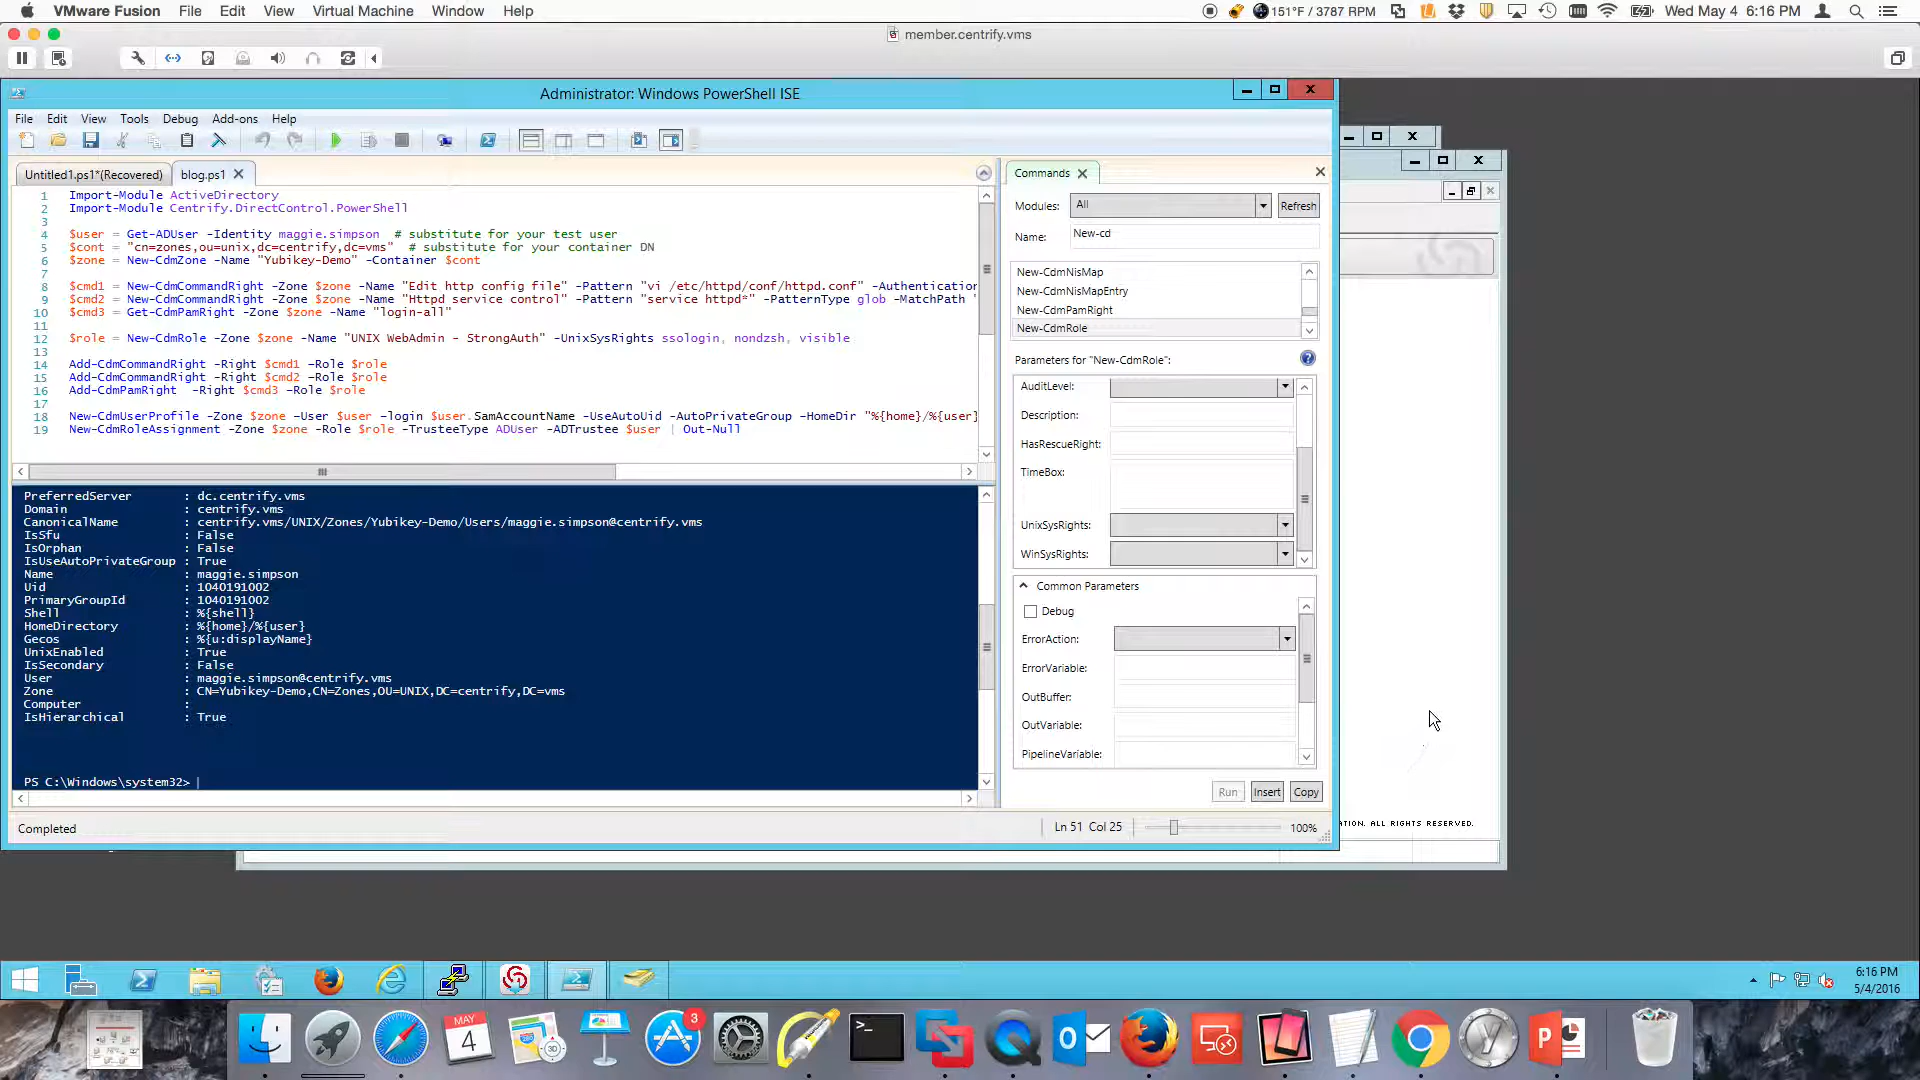 VMware Fusion File Edit View Virtual Machine Window Help 151°F / 3787 RPM Wed May 4 6:16 PM
member.centrify.vms
Administrator: Windows PowerShell ISE
File Edit View Tools Debug Add-ons Help
Untitled1.ps1*(Recovered) blog.ps1
1 Import-Module ActiveDirectory
2 Import-Module Centrify.DirectControl.PowerShell
3
4 $user = Get-ADUser -Identity maggie.simpson # substitute for your test user
5 $cont = "cn=zones,ou=unix,dc=centrify,dc=vms" # substitute for your container DN
6 $zone = New-CdmZone -Name "Yubikey-Demo" -Container $cont
7
8 $cmd1 = New-CdmCommandRight -Zone $zone -Name "Edit http config file" -Pattern "vi /etc/httpd/conf/httpd.conf" -Authentication
9 $cmd2 = New-CdmCommandRight -Zone $zone -Name "Httpd service control" -Pattern "service httpd*" -PatternType glob -MatchPath '
10 $cmd3 = Get-CdmPamRight -Zone $zone -Name "login-all"
11
12 $role = New-CdmRole -Zone $zone -Name "UNIX WebAdmin - StrongAuth" -UnixSysRights ssologin, nondzsh, visible
13
14 Add-CdmCommandRight -Right $cmd1 -Role $role
15 Add-CdmCommandRight -Right $cmd2 -Role $role
16 Add-CdmPamRight -Right $cmd3 -Role $role
17
18 New-CdmUserProfile -Zone $zone -User $user -login $user.SamAccountName -UseAutoUid -AutoPrivateGroup -HomeDir "%{home}/%{user}
19 New-CdmRoleAssignment -Zone $zone -Role $role -TrusteeType ADUser -ADTrustee $user | Out-Null
PreferredServer : dc.centrify.vms
Domain : centrify.vms
CanonicalName : centrify.vms/UNIX/Zones/Yubikey-Demo/Users/maggie.simpson@centrify.vms
IsSfu : False
IsOrphan : False
IsUseAutoPrivateGroup : True
Name : maggie.simpson
Uid : 1040191002
PrimaryGroupId : 1040191002
Shell : %{shell}
HomeDirectory : %{home}/%{user}
Gecos : %{u:displayName}
UnixEnabled : True
IsSecondary : False
User : maggie.simpson@centrify.vms
Zone : CN=Yubikey-Demo,CN=Zones,OU=UNIX,DC=centrify,DC=vms
Computer :
IsHierarchical : True
PS C:\Windows\system32>
Completed
Ln 51 Col 25
100%
Commands
Modules: All Refresh
Name: New-cd
New-CdmNisMap
New-CdmNisMapEntry
New-CdmPamRight
New-CdmRole
Parameters for "New-CdmRole":
AuditLevel:
Description:
HasRescueRight:
TimeBox:
UnixSysRights:
WinSysRights:
Common Parameters
Debug
ErrorAction:
ErrorVariable:
OutBuffer:
OutVariable:
PipelineVariable:
Run Insert Copy
ATION. ALL RIGHTS RESERVED.
6:16 PM
5/4/2016
MAY
4
3
3D